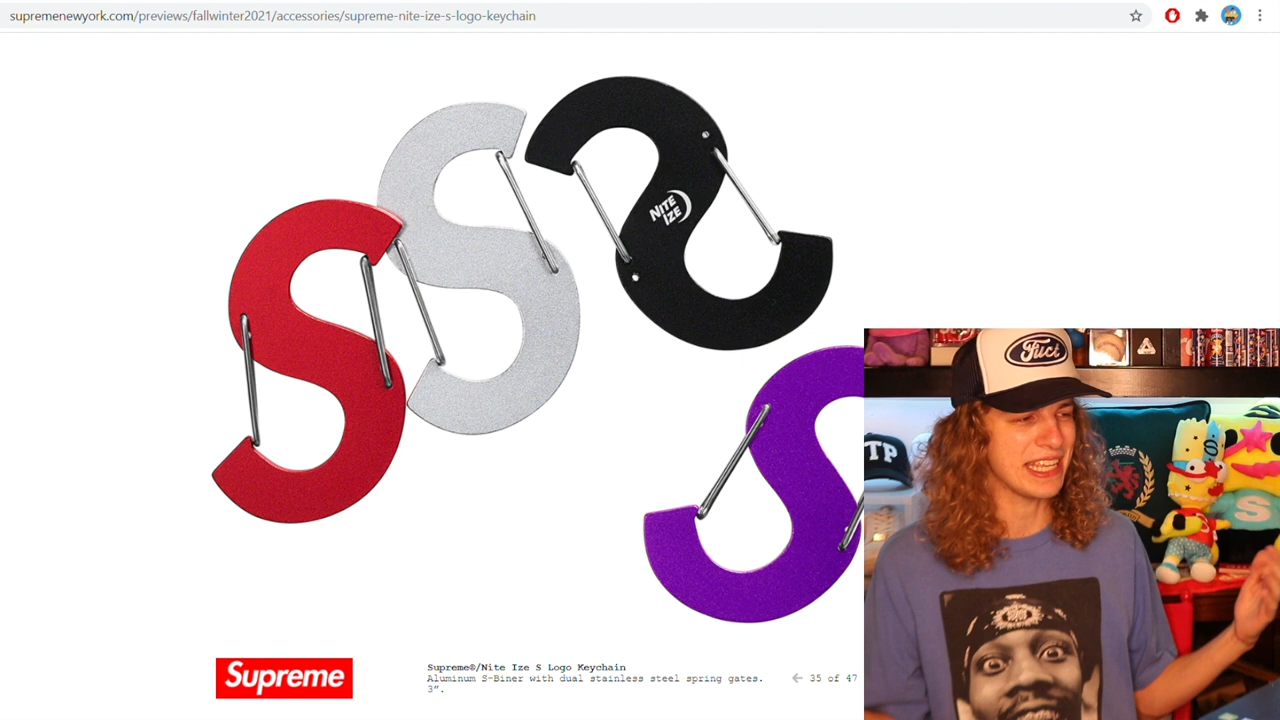 supremenewyork.com/previews/fallwinter2021/accessories/supreme-nite-ize-s-logo-keychain
NITE
IZE
Fuct
TP
S
Supreme
Supreme®/Nite Ize S Logo Keychain
Aluminum S-Biner with dual stainless steel spring gates.
3".
35 of 47